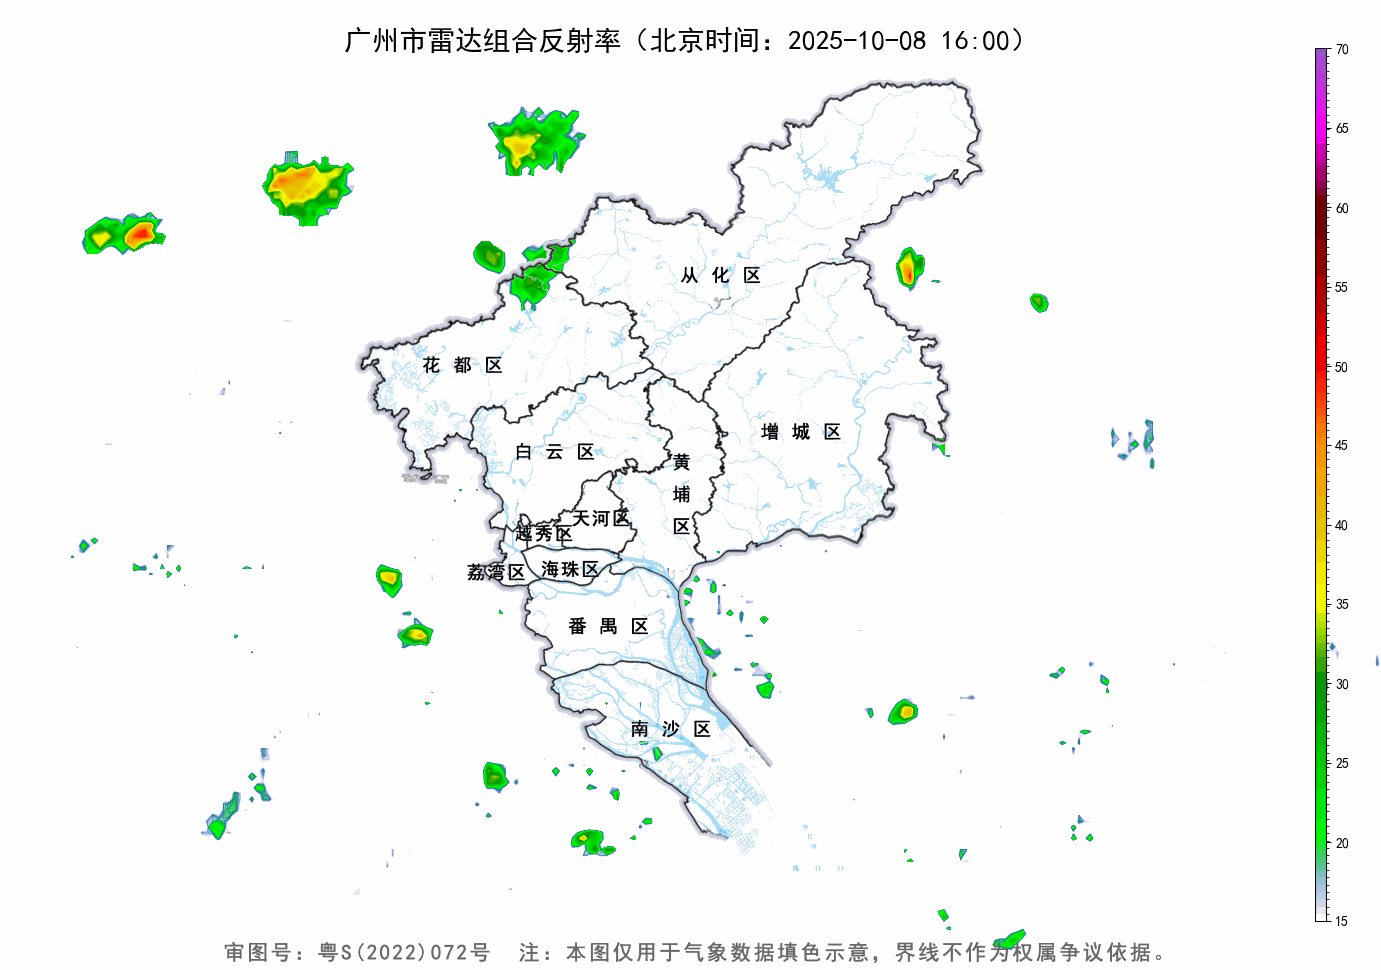 广州市雷达组合反射率（北京时间：2025-10-08 16:00）
70
65
60
55
50
45
40
35
30
25
20
15
从化区
花都区
增城区
白云区
黄埔区
天河区
越秀区
荔湾区
海珠区
番禺区
南沙区
审图号：粤S(2022)072号 注：本图仅用于气象数据填色示意，界线不作为权属争议依据。